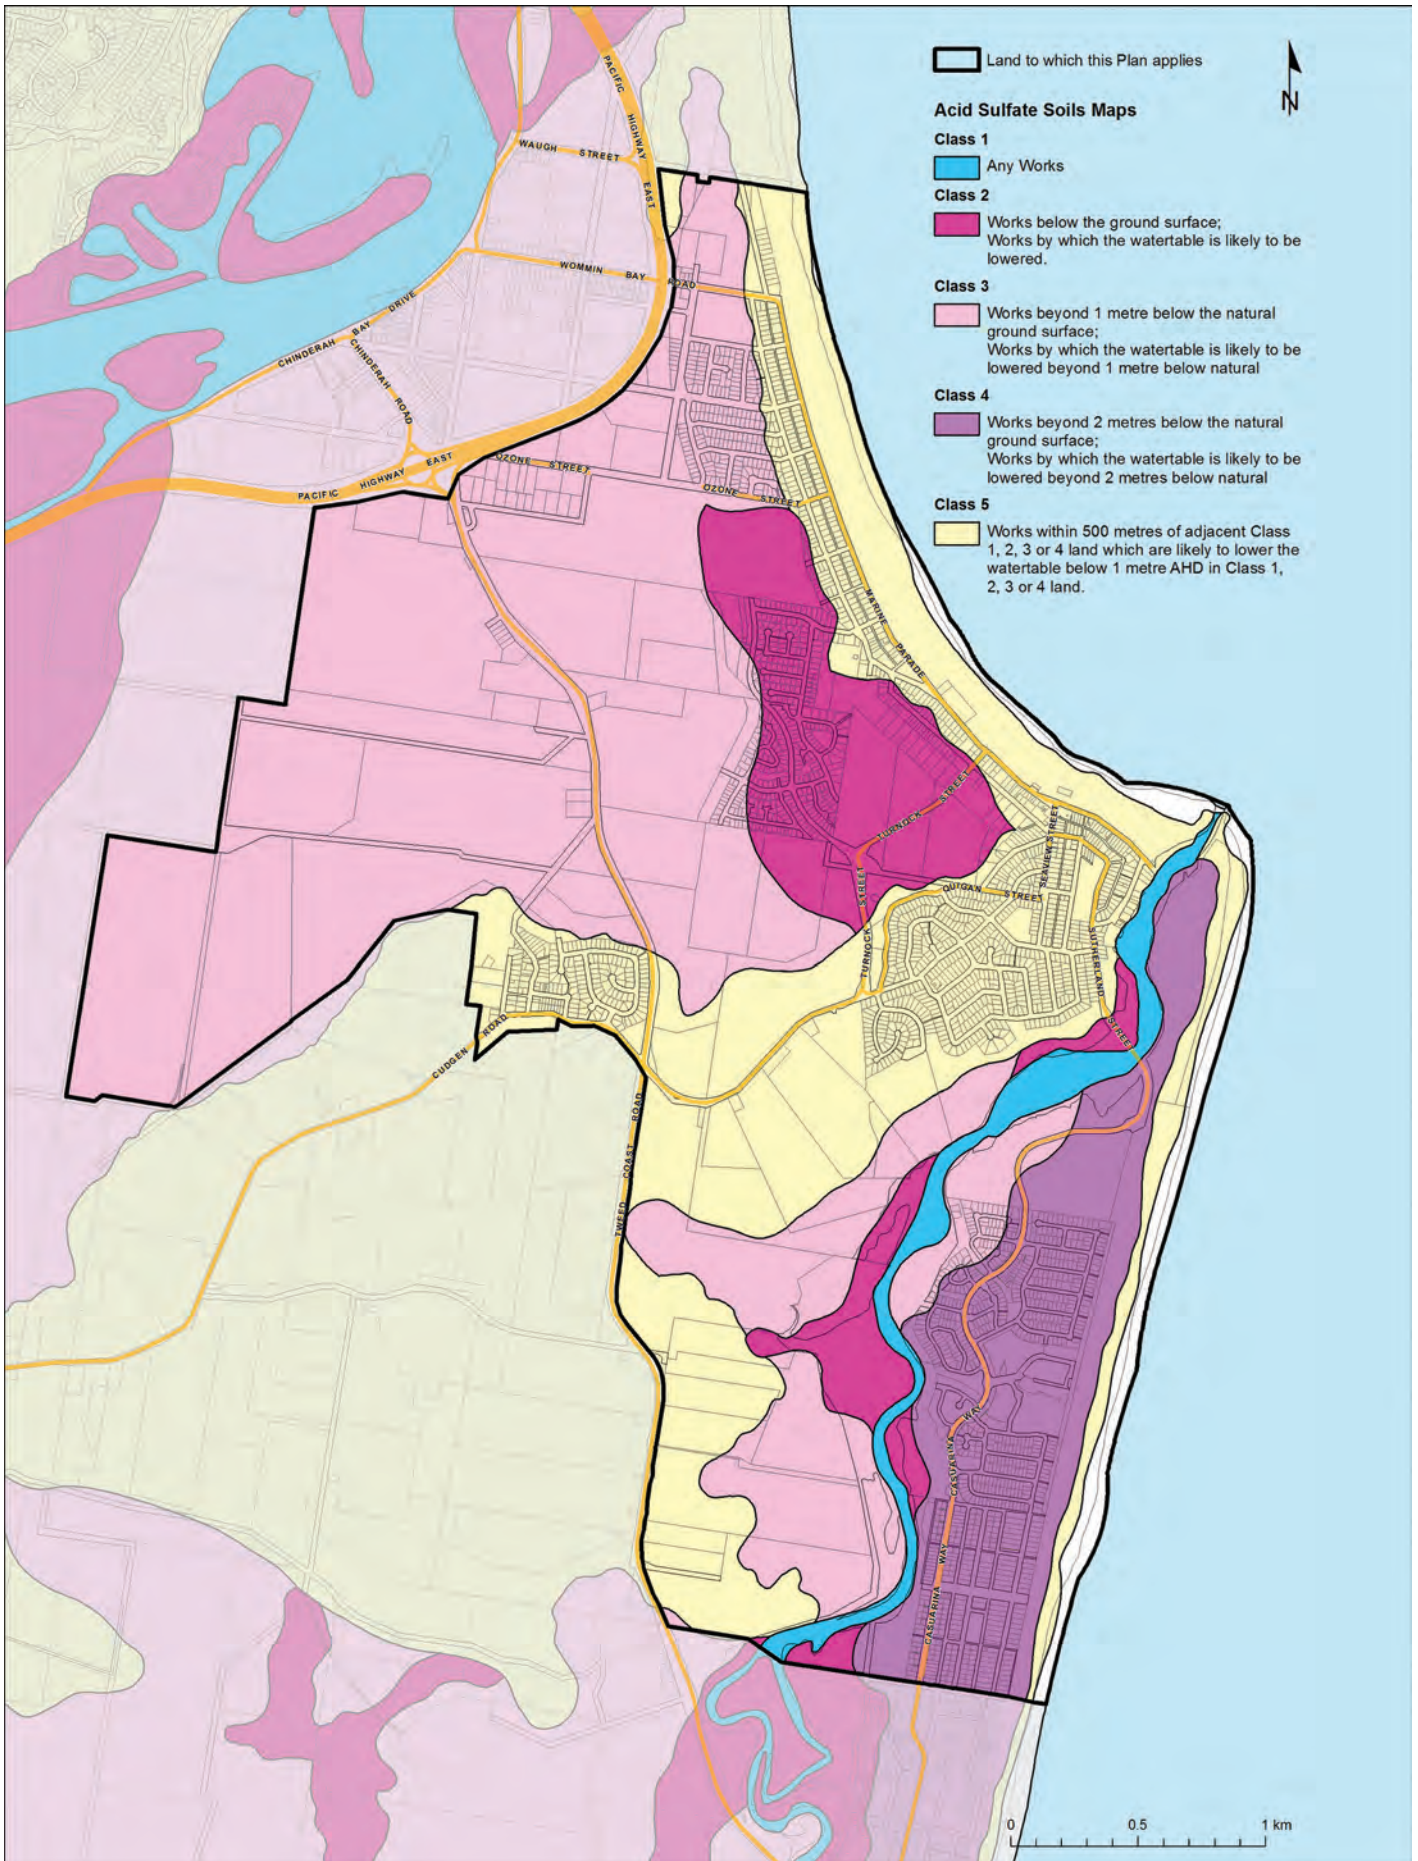 Land to which this Plan applies
N
Acid Sulfate Soils Maps
Class 1
Any Works
Class 2
Works below the ground surface;
Works by which the watertable is likely to be
lowered.
Class 3
Works beyond 1 metre below the natural
ground surface;
Works by which the watertable is likely to be
lowered beyond 1 metre below natural
Class 4
Works beyond 2 metres below the natural
ground surface;
Works by which the watertable is likely to be
lowered beyond 2 metres below natural
Class 5
Works within 500 metres of adjacent Class
1, 2, 3 or 4 land which are likely to lower the
watertable below 1 metre AHD in Class 1,
2, 3 or 4 land.
PACIFIC HIGHWAY EAST
WAUGH STREET
WOMMIN BAY ROAD
CHINDERAH BAY DRIVE
CHINDERAH ROAD
PACIFIC HIGHWAY EAST
OZONE STREET
OZONE STREET
MARINE PARADE
TURNOCK STREET
SEAVIEW STREET
QUIGAN STREET
TURNOCK STREET
SUTHERLAND STREE
CUDGEN ROAD
TWEED COAST ROAD
CASUARINA WAY
CASUARINA WAY
0 0.5 1 km